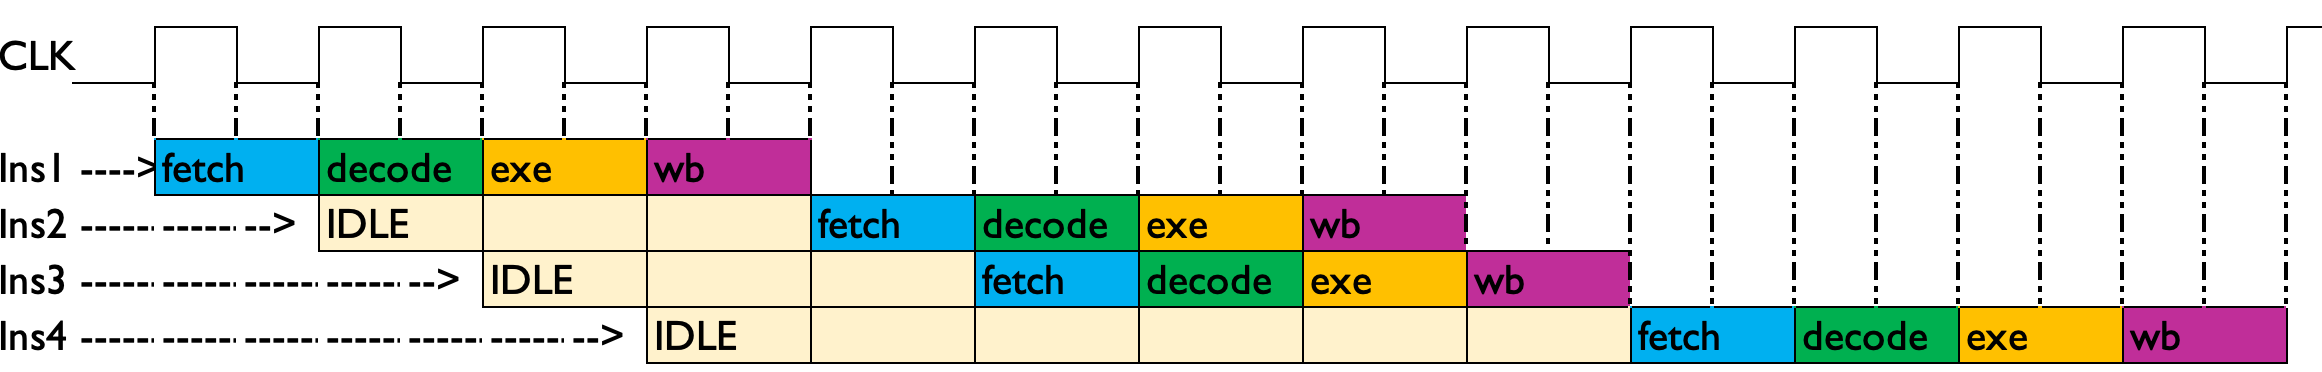 CLK
Ins1 ----> fetch decode exe wb
Ins2 ----- ----- --> IDLE fetch decode exe wb
Ins3 ----- ----- ----- ----- --> IDLE fetch decode exe wb
Ins4 ----- ----- ----- ----- ----- ----- --> IDLE fetch decode exe wb